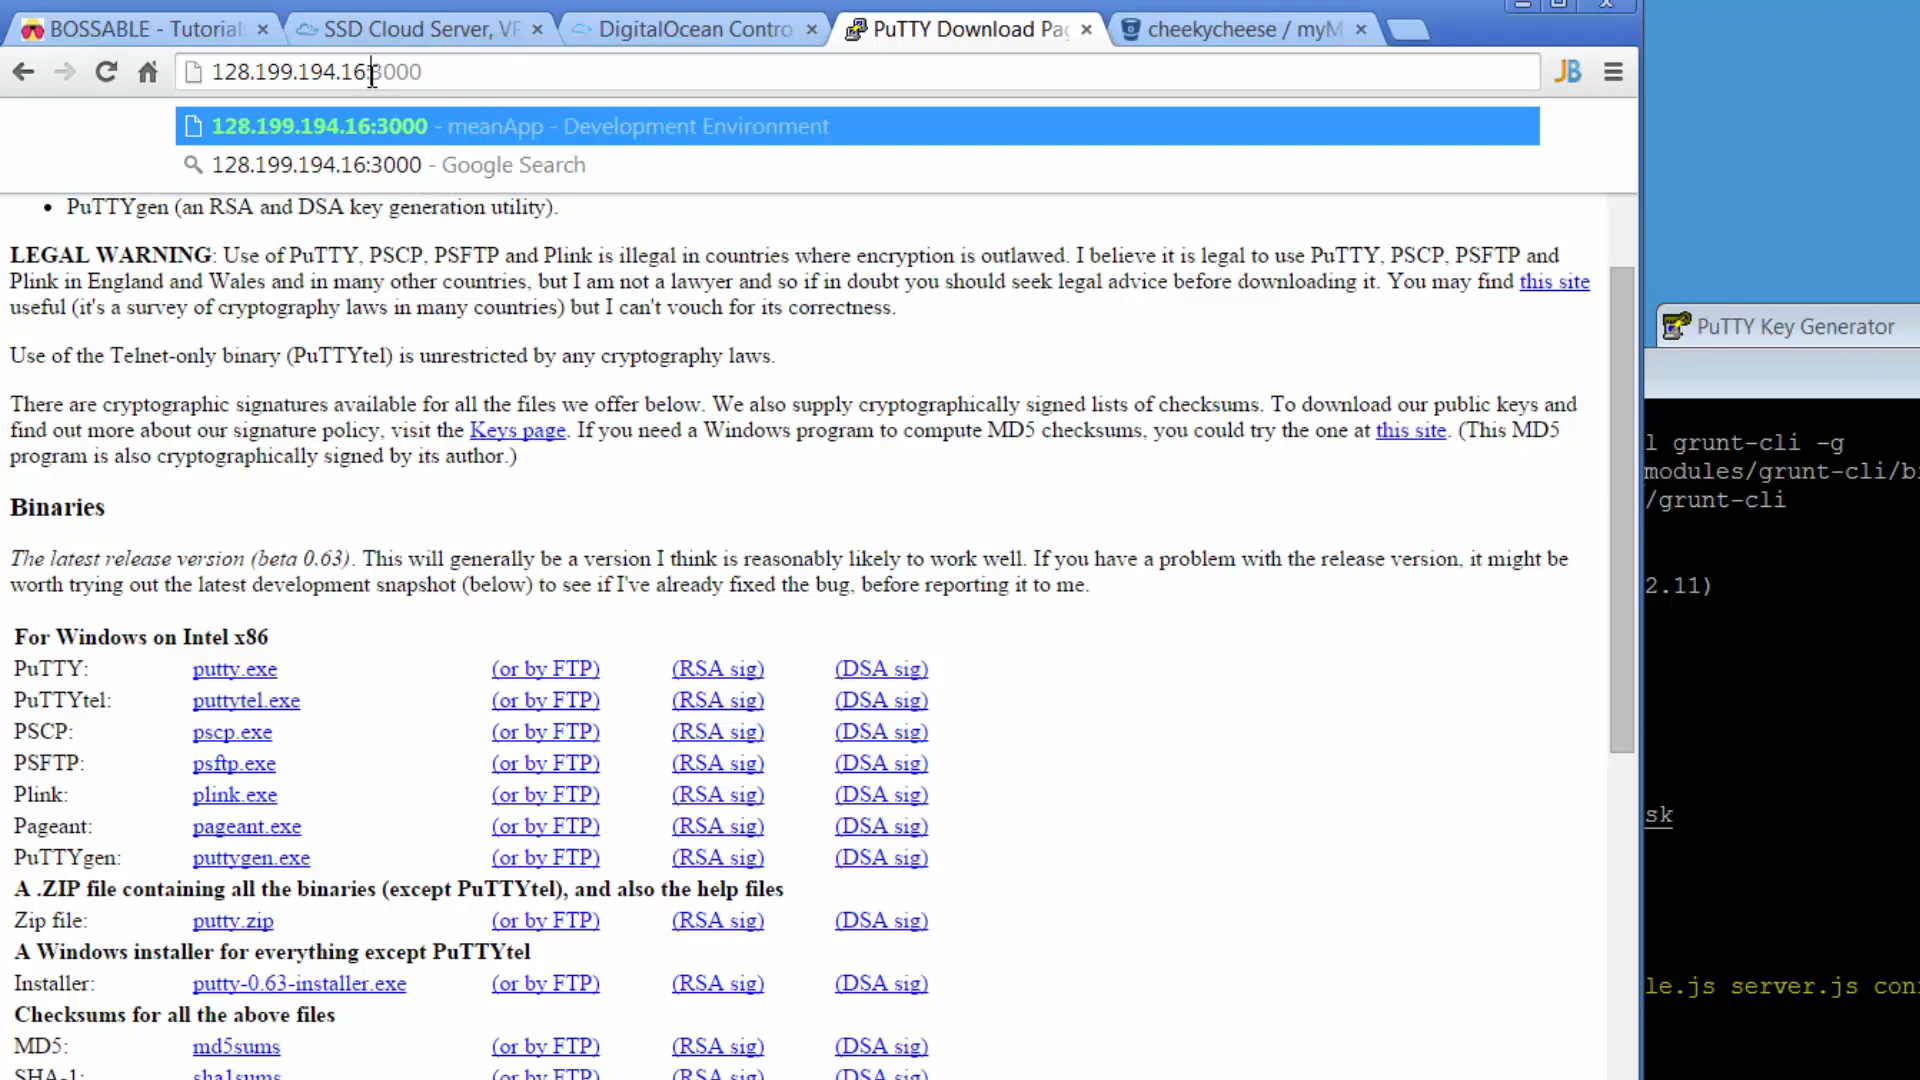 BOSSABLE - Tutorial
SSD Cloud Server, VP
DigitalOcean Contro
PuTTY Download Pag
cheekycheese / myM
128.199.194.16:3000
JB
128.199.194.16:3000 - meanApp - Development Environment
128.199.194.16:3000 - Google Search
• PuTTYgen (an RSA and DSA key generation utility).
LEGAL WARNING: Use of PuTTY, PSCP, PSFTP and Plink is illegal in countries where encryption is outlawed. I believe it is legal to use PuTTY, PSCP, PSFTP and
Plink in England and Wales and in many other countries, but I am not a lawyer and so if in doubt you should seek legal advice before downloading it. You may find this site
useful (it's a survey of cryptography laws in many countries) but I can't vouch for its correctness.
Use of the Telnet-only binary (PuTTYtel) is unrestricted by any cryptography laws.
There are cryptographic signatures available for all the files we offer below. We also supply cryptographically signed lists of checksums. To download our public keys and
find out more about our signature policy, visit the Keys page. If you need a Windows program to compute MD5 checksums, you could try the one at this site. (This MD5
program is also cryptographically signed by its author.)
Binaries
The latest release version (beta 0.63). This will generally be a version I think is reasonably likely to work well. If you have a problem with the release version, it might be
worth trying out the latest development snapshot (below) to see if I've already fixed the bug, before reporting it to me.
For Windows on Intel x86
PuTTY: putty.exe (or by FTP) (RSA sig) (DSA sig)
PuTTYtel: puttytel.exe (or by FTP) (RSA sig) (DSA sig)
PSCP: pscp.exe (or by FTP) (RSA sig) (DSA sig)
PSFTP: psftp.exe (or by FTP) (RSA sig) (DSA sig)
Plink: plink.exe (or by FTP) (RSA sig) (DSA sig)
Pageant: pageant.exe (or by FTP) (RSA sig) (DSA sig)
PuTTYgen: puttygen.exe (or by FTP) (RSA sig) (DSA sig)
A .ZIP file containing all the binaries (except PuTTYtel), and also the help files
Zip file: putty.zip (or by FTP) (RSA sig) (DSA sig)
A Windows installer for everything except PuTTYtel
Installer: putty-0.63-installer.exe (or by FTP) (RSA sig) (DSA sig)
Checksums for all the above files
MD5: md5sums (or by FTP) (RSA sig) (DSA sig)
SHA-1: sha1sums (or by FTP) (RSA sig) (DSA sig)
PuTTY Key Generator
l grunt-cli -g
modules/grunt-cli/bi
/grunt-cli
2.11)
sk
le.js server.js con